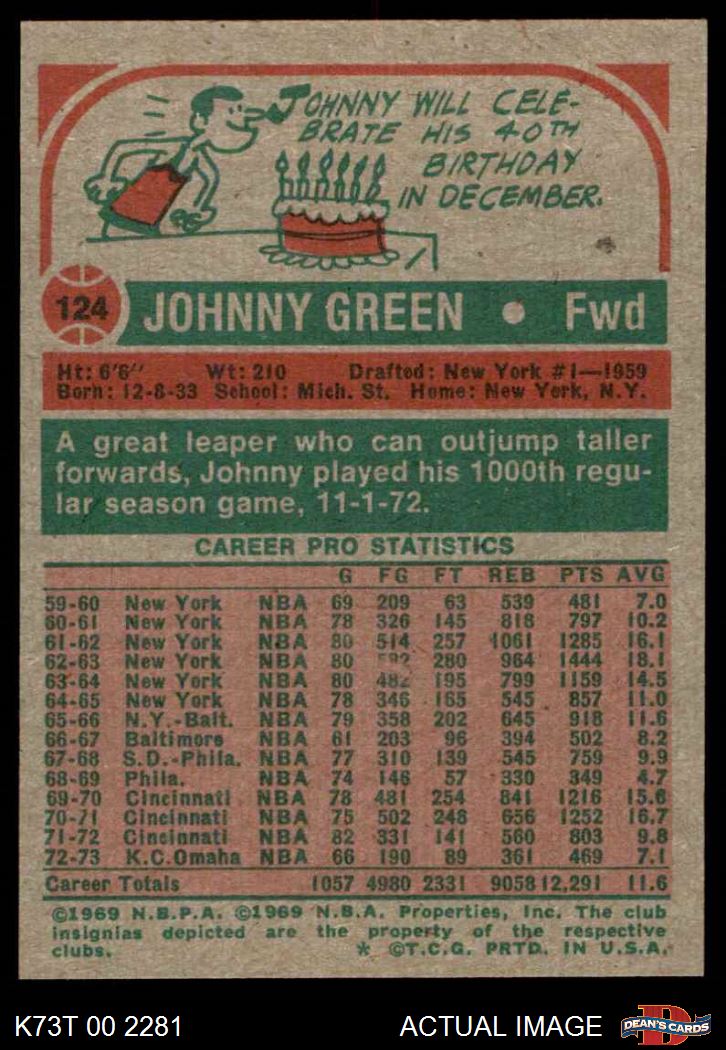 JOHNNY WILL CELE-
BRATE HIS 40TH
BIRTHDAY
IN DECEMBER.
124 JOHNNY GREEN • Fwd
Ht: 6'6" Wt: 210 Drafted: New York #1—1959
Born: 12-8-33 School: Mich. St. Home: New York, N.Y.
A great leaper who can outjump taller
forwards, Johnny played his 1000th regu-
lar season game, 11-1-72.
CAREER PRO STATISTICS
G FG FT REB PTS AVG
59-60 New York NBA 69 209 63 539 481 7.0
60-61 New York NBA 78 326 145 818 797 10.2
61-62 New York NBA 80 514 257 1061 1285 16.1
62-63 New York NBA 80 280 964 1444 18.1
63-64 New York NBA 80 482 195 799 1159 14.5
64-65 New York NBA 78 346 165 545 857 11.0
65-66 N.Y.-Balt. NBA 79 358 202 645 918 11.6
66-67 Baltimore NBA 61 203 96 394 502 8.2
67-68 S.D.-Phila. NBA 77 310 139 545 759 9.9
68-69 Phila. NBA 74 146 57 330 349 4.7
69-70 Cincinnati NBA 78 481 254 841 1216 15.6
70-71 Cincinnati NBA 75 502 248 656 1252 16.7
71-72 Cincinnati NBA 82 331 141 560 803 9.8
72-73 K.C.Omaha NBA 66 190 89 361 469 7.1
Career Totals 1057 4980 2331 9058 12,291 11.6
©1969 N.B.P.A. ©1969 N.B.A. Properties, Inc. The club
insignias depicted are the property of the respective
clubs. * ©T.C.G. PRTD. IN U.S.A.
K73T 00 2281 ACTUAL IMAGE D DEAN'S CARDS